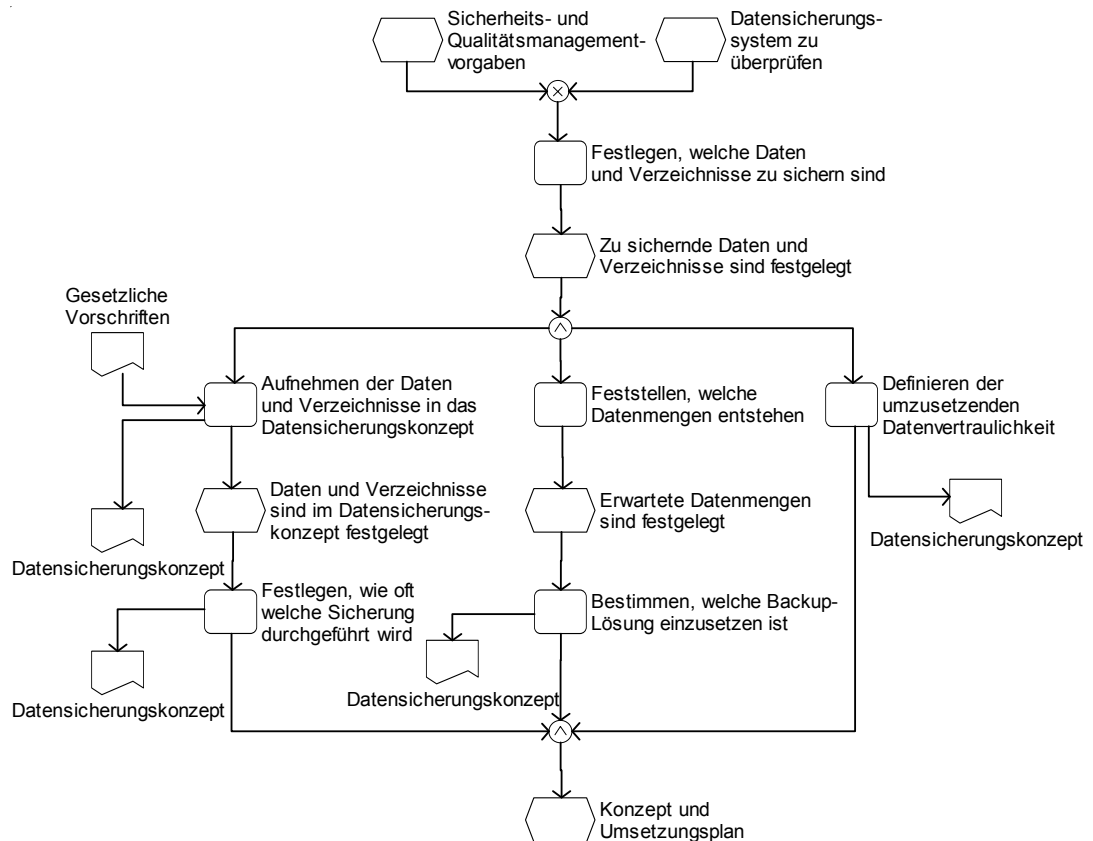 Sicherheits- und
Qualitätsmanagement-
vorgaben
Datensicherungs-
system zu
überprüfen
Festlegen, welche Daten
und Verzeichnisse zu sichern sind
Zu sichernde Daten und
Verzeichnisse sind festgelegt
Gesetzliche
Vorschriften
Aufnehmen der Daten
und Verzeichnisse in das
Datensicherungskonzept
Feststellen, welche
Datenmengen entstehen
Definieren der
umzusetzenden
Datenvertraulichkeit
Daten und Verzeichnisse
sind im Datensicherungs-
konzept festgelegt
Erwartete Datenmengen
sind festgelegt
Datensicherungskonzept
Datensicherungskonzept
Festlegen, wie oft
welche Sicherung
durchgeführt wird
Bestimmen, welche Backup-
Lösung einzusetzen ist
Datensicherungskonzept
Datensicherungskonzept
Konzept und
Umsetzungsplan